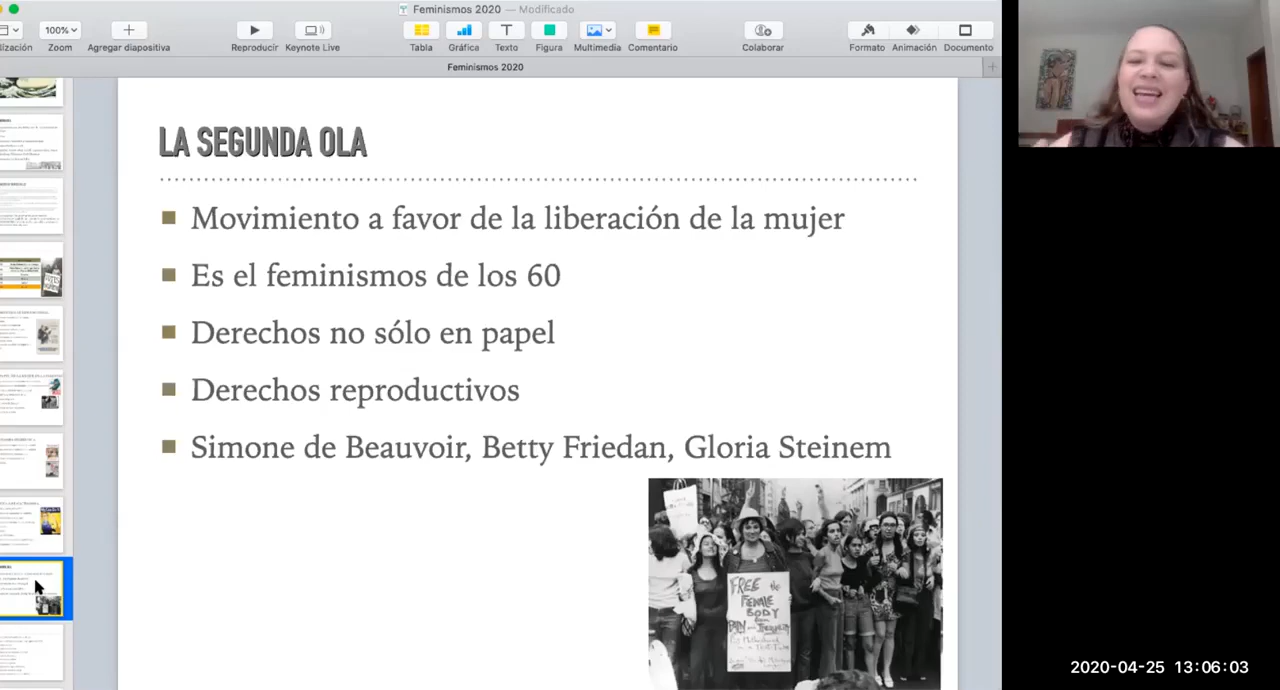 Feminismos 2020 — Modificado
100%
Zoom
Agregar diapositiva
Reproducir
Keynote Live
Tabla
Gráfica
Texto
Figura
Multimedia
Comentario
Colaborar
Formato
Animación
Documento
Feminismos 2020
LA SEGUNDA OLA
Movimiento a favor de la liberación de la mujer
Es el feminismos de los 60
Derechos no sólo en papel
Derechos reproductivos
Simone de Beauvoir, Betty Friedan, Gloria Steinem
FREE the
FEMALE
BODY
from
2020-04-25 13:06:03